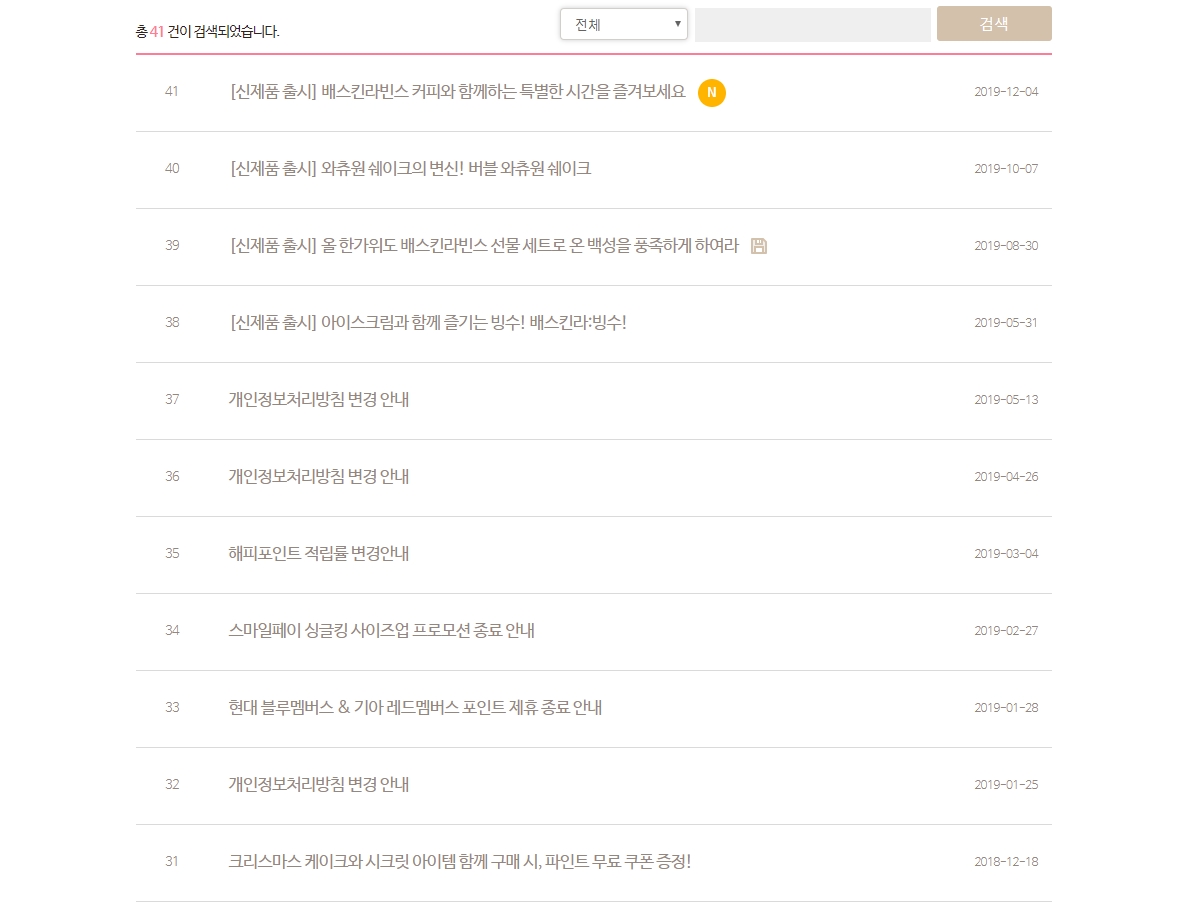 총 41 건이 검색되었습니다. 전체 검색
41 [신제품 출시] 배스킨라빈스 커피와 함께하는 특별한 시간을 즐겨보세요 N 2019-12-04
40 [신제품 출시] 와츄원 쉐이크의 변신! 버블 와츄원 쉐이크 2019-10-07
39 [신제품 출시] 올 한가위도 배스킨라빈스 선물 세트로 온 백성을 풍족하게 하여라 2019-08-30
38 [신제품 출시] 아이스크림과 함께 즐기는 빙수! 배스킨라:빙수! 2019-05-31
37 개인정보처리방침 변경 안내 2019-05-13
36 개인정보처리방침 변경 안내 2019-04-26
35 해피포인트 적립률 변경안내 2019-03-04
34 스마일페이 싱글킹 사이즈업 프로모션 종료 안내 2019-02-27
33 현대 블루멤버스 & 기아 레드멤버스 포인트 제휴 종료 안내 2019-01-28
32 개인정보처리방침 변경 안내 2019-01-25
31 크리스마스 케이크와 시크릿 아이템 함께 구매 시, 파인트 무료 쿠폰 증정! 2018-12-18